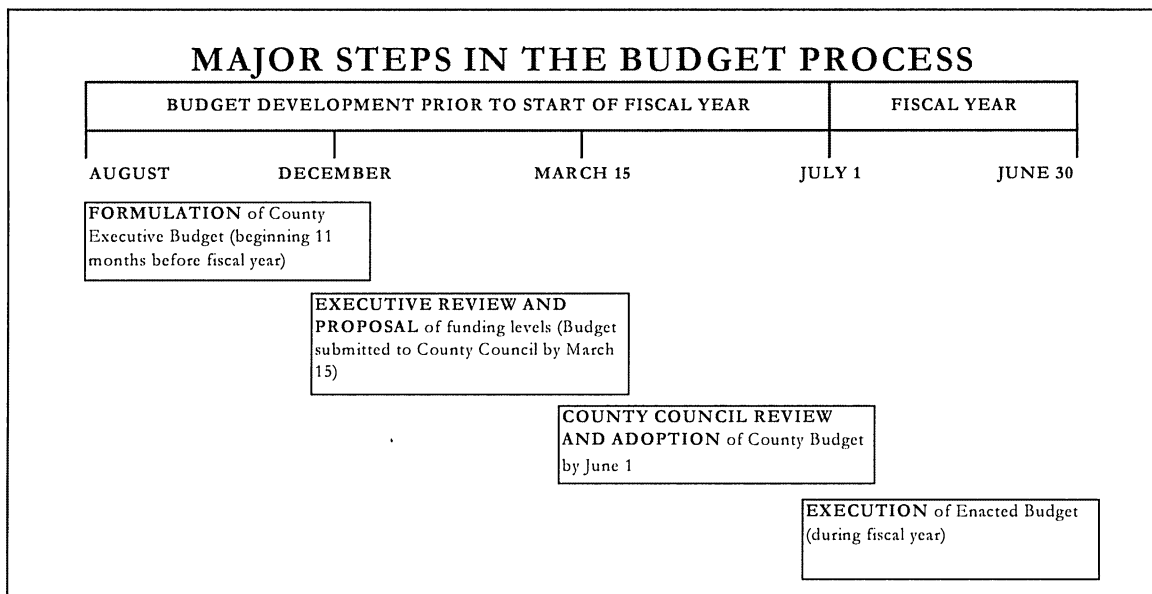 MAJOR STEPS IN THE BUDGET PROCESS
BUDGET DEVELOPMENT PRIOR TO START OF FISCAL YEAR
FISCAL YEAR
AUGUST
DECEMBER
MARCH 15
JULY 1
JUNE 30
FORMULATION of County
Executive Budget (beginning 11
months before fiscal year)
EXECUTIVE REVIEW AND
PROPOSAL of funding levels (Budget
submitted to County Council by March
15)
COUNTY COUNCIL REVIEW
AND ADOPTION of County Budget
by June 1
EXECUTION of Enacted Budget
(during fiscal year)